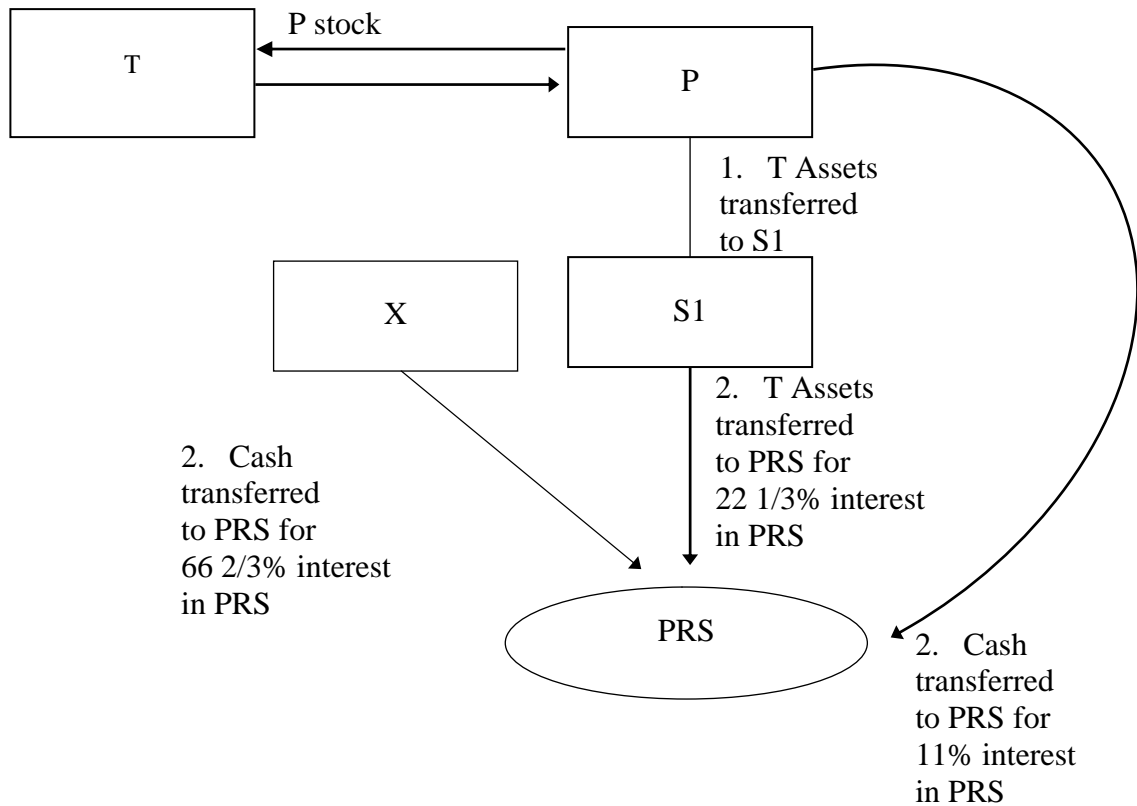 P stock
T
P
1. T Assets
transferred
to S1
X
S1
2. T Assets
transferred
to PRS for
22 1/3% interest
in PRS
2. Cash
transferred
to PRS for
66 2/3% interest
in PRS
PRS
2. Cash
transferred
to PRS for
11% interest
in PRS